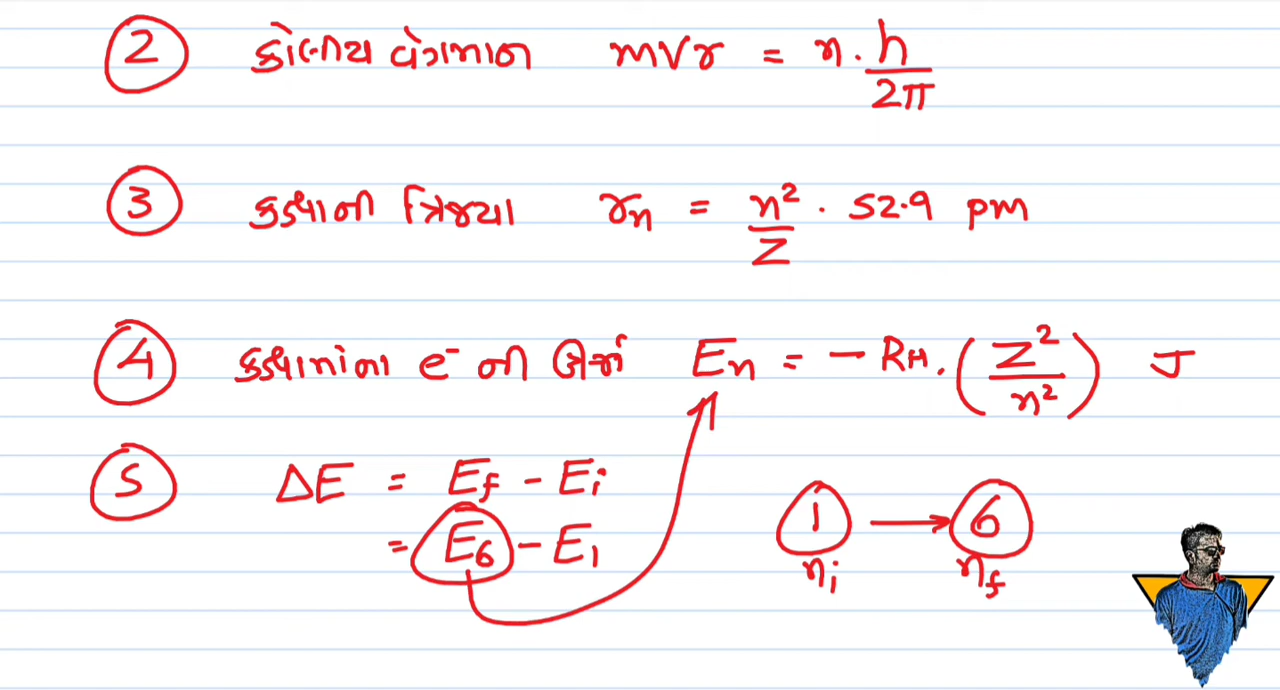 ② કોણીય વેગમાન mvr = n · h/2π
③ કક્ષાની ત્રિજ્યા rn = n²/Z · 52.9 pm
④ કક્ષામાંના e⁻ ની ઊર્જા En = − RH · (Z²/n²) J
⑤ ΔE = Ef − Ei
= E6 − E1 1 → 6
ni nf